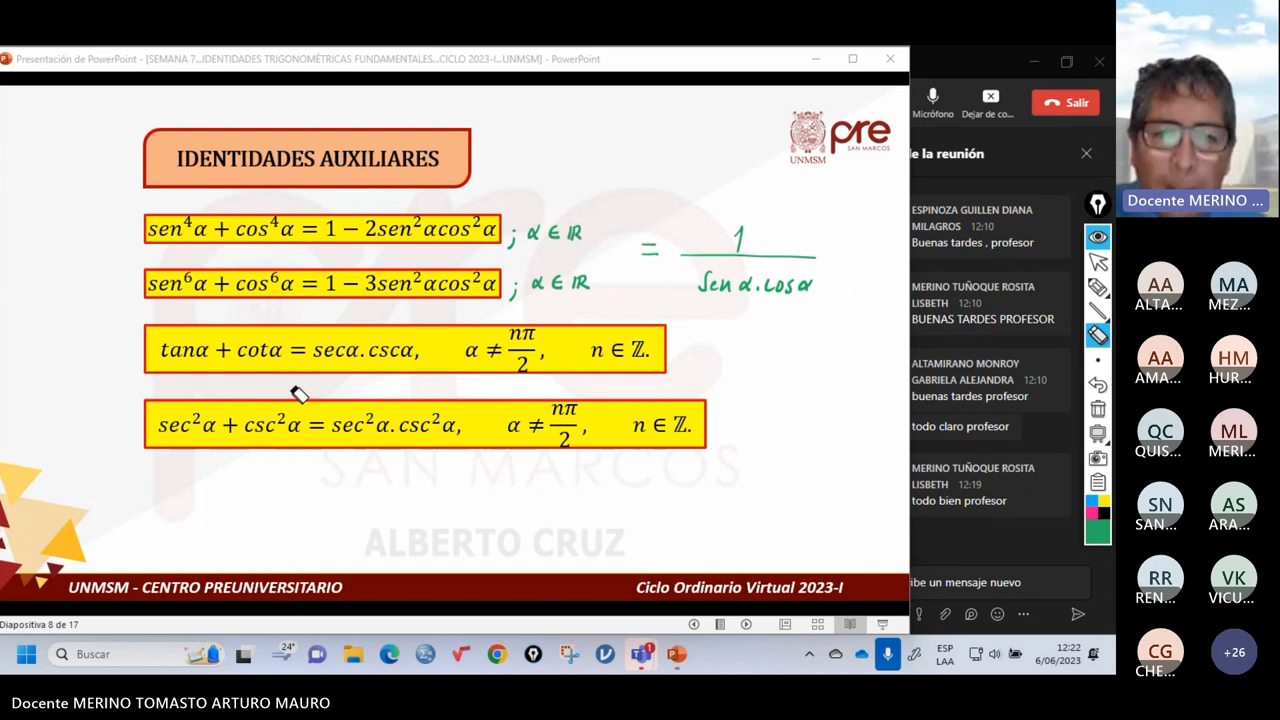 Presentación de PowerPoint - [SEMANA 7...IDENTIDADES TRIGONOMÉTRICAS FUNDAMENTALES...CICLO 2023-I...UNMSM] - PowerPoint
IDENTIDADES AUXILIARES
UNMSM
pre
SAN MARCOS
sen⁴α + cos⁴α = 1 − 2sen²αcos²α ; α ∈ ℝ
sen⁶α + cos⁶α = 1 − 3sen²αcos²α ; α ∈ ℝ
= 1 / Sen α . cos α
tanα + cotα = secα.cscα, α ≠ nπ/2, n ∈ ℤ.
sec²α + csc²α = sec²α.csc²α, α ≠ nπ/2, n ∈ ℤ.
pre
SAN MARCOS
ALBERTO CRUZ
UNMSM - CENTRO PREUNIVERSITARIO
Ciclo Ordinario Virtual 2023-I
Diapositiva 8 de 17
Micrófono
Dejar de co...
Salir
de la reunión
ESPINOZA GUILLEN DIANA
MILAGROS 12:10
Buenas tardes , profesor
MERINO TUÑOQUE ROSITA
LISBETH 12:10
BUENAS TARDES PROFESOR
ALTAMIRANO MONROY
GABRIELA ALEJANDRA 12:10
buenas tardes profesor
todo claro profesor
MERINO TUÑOQUE ROSITA
LISBETH 12:19
todo bien profesor
ibe un mensaje nuevo
Docente MERINO ...
AA
ALTA...
MA
MEZ...
AA
AMA...
HM
HUR...
QC
QUIS...
ML
MERI...
SN
SAN...
AS
ARA...
RR
REN...
VK
VICU...
CG
CHE...
+26
Buscar
24°
1
ESP
LAA
12:22
6/06/2023
Docente MERINO TOMASTO ARTURO MAURO